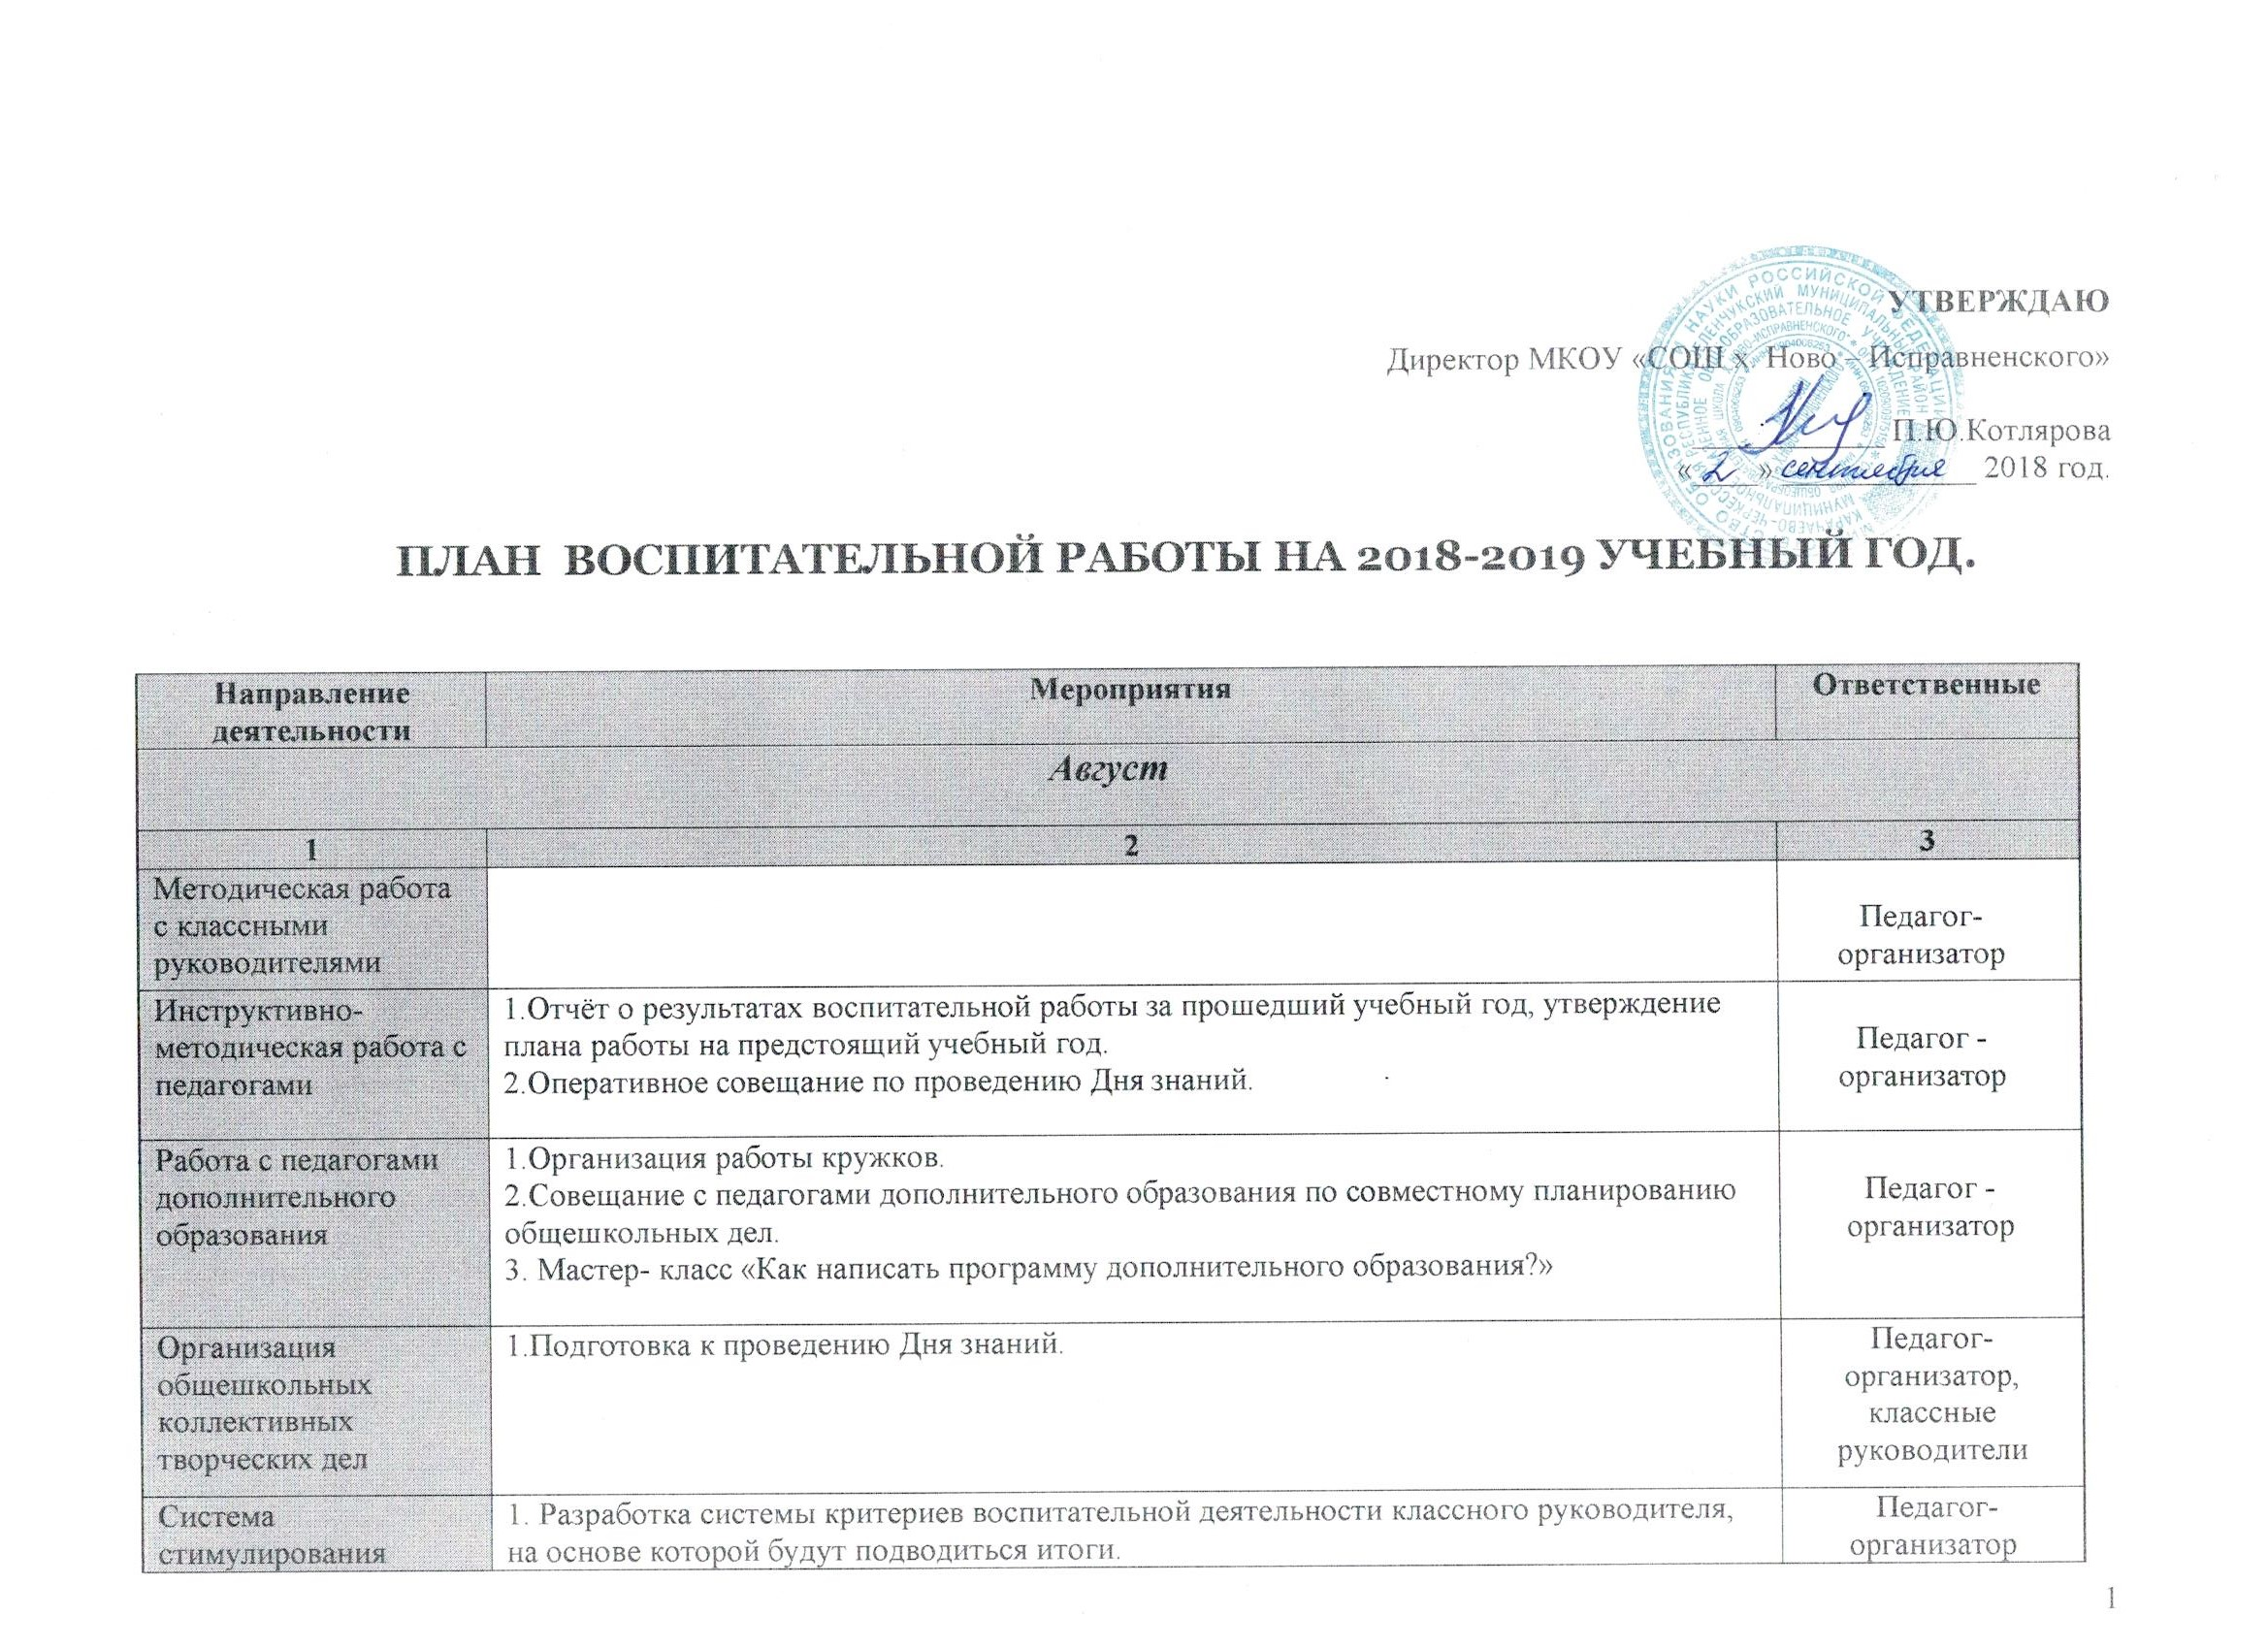 УТВЕРЖДАЮ
Директор МКОУ «СОШ х. Ново – Исправненского»
П.Ю.Котлярова
« 2 » сентября 2018 год.
ПЛАН ВОСПИТАТЕЛЬНОЙ РАБОТЫ НА 2018-2019 УЧЕБНЫЙ ГОД.
Направление
деятельности
Мероприятия
Ответственные
Август
1
2
3
Методическая работа
с классными
руководителями
Педагог-
организатор
Инструктивно-
методическая работа с
педагогами
1.Отчёт о результатах воспитательной работы за прошедший учебный год, утверждение
плана работы на предстоящий учебный год.
2.Оперативное совещание по проведению Дня знаний.
Педагог -
организатор
Работа с педагогами
дополнительного
образования
1.Организация работы кружков.
2.Совещание с педагогами дополнительного образования по совместному планированию
общешкольных дел.
3. Мастер- класс «Как написать программу дополнительного образования?»
Педагог -
организатор
Организация
общешкольных
коллективных
творческих дел
1.Подготовка к проведению Дня знаний.
Педагог-
организатор,
классные
руководители
Система
стимулирования
1. Разработка системы критериев воспитательной деятельности классного руководителя,
на основе которой будут подводиться итоги.
Педагог-
организатор
1